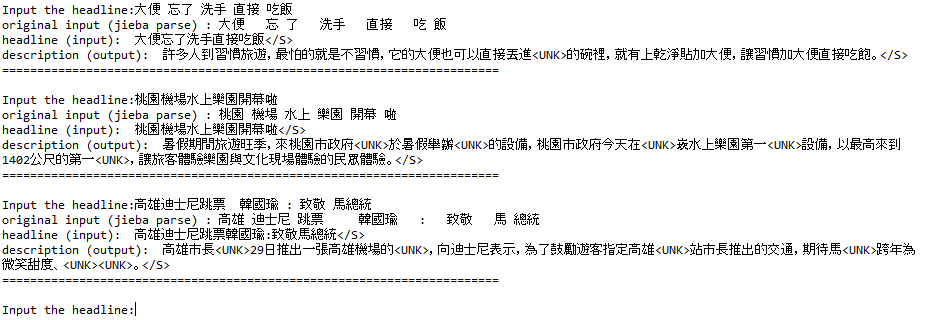 Input the headline:大便 忘了 洗手 直接 吃飯
original input (jieba parse) : 大便  忘 了  洗手  直接  吃 飯
headline (input):  大便忘了洗手直接吃飯</S>
description (output):  許多人到習慣旅遊, 最怕的就是不習慣, 它的大便也可以直接丟進<UNK>的碗裡, 就有上乾淨貼加大便, 讓習慣加大便直接吃飽。</S>
======================================================================
Input the headline:桃園機場水上樂園開幕啦
original input (jieba parse) : 桃園 機場 水上 樂園 開幕 啦
headline (input):  桃園機場水上樂園開幕啦</S>
description (output):  暑假期間旅遊旺季, 來桃園市政府<UNK>於暑假舉辦<UNK>的設備, 桃園市政府今天在<UNK>崁水上樂園第一<UNK>設備, 以最高來到
1402公尺的第一<UNK>, 讓旅客體驗樂園與文化現場體驗的民眾體驗。</S>
======================================================================
Input the headline:高雄迪士尼跳票 韓國瑜 : 致敬 馬總統
original input (jieba parse) : 高雄 迪士尼 跳票   韓國瑜  :  致敬  馬 總統
headline (input):  高雄迪士尼跳票韓國瑜:致敬馬總統</S>
description (output):  高雄市長<UNK>29日推出一張高雄機場的<UNK>, 向迪士尼表示, 為了鼓勵遊客指定高雄<UNK>站市長推出的交通, 期待馬<UNK>跨年為
微笑甜度、<UNK><UNK>。</S>
======================================================================
Input the headline: